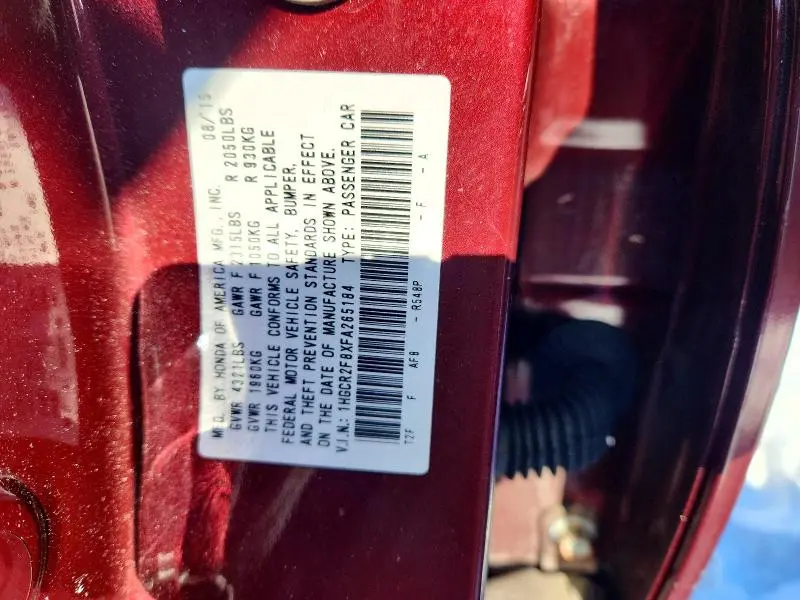 MFD. BY HONDA OF AMERICA MFG., INC. 08/15
GVWR 4321LBS GAWR F 2315LBS R 2050LBS
GVWR 1960KG GAWR F 1050KG R 930KG
THIS VEHICLE CONFORMS TO ALL APPLICABLE
FEDERAL MOTOR VEHICLE SAFETY, BUMPER,
AND THEFT PREVENTION STANDARDS IN EFFECT
ON THE DATE OF MANUFACTURE SHOWN ABOVE.
V.I.N.: 1HGCR2F8XFA265184 TYPE: PASSENGER CAR
T2F F AFB - R548P - F - A